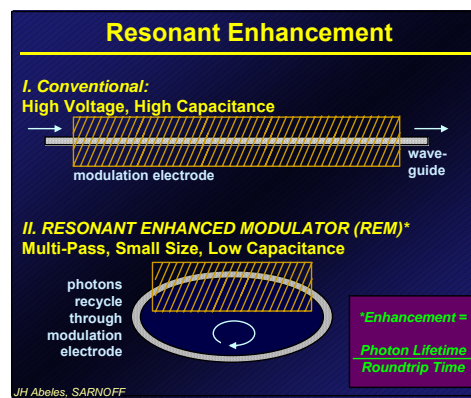 Resonant Enhancement
I. Conventional:
High Voltage, High Capacitance
modulation electrode
wave-
guide
II. RESONANT ENHANCED MODULATOR (REM)*
Multi-Pass, Small Size, Low Capacitance
photons
recycle
through
modulation
electrode
*Enhancement =
Photon Lifetime
Roundtrip Time
JH Abeles, SARNOFF